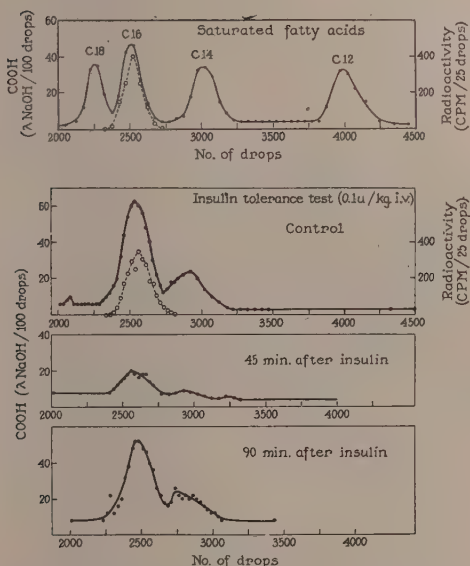 Saturated fatty acids
C18 C16 C14 C12
COOH
(λ NaOH/100 drops)
60
40
20
0
400
200
Radioactivity
(CPM/25 drops)
2000 2500 3000 3500 4000 4500
No. of drops
Insulin tolerance test (0.1u/kg i.v.)
Control
60
40
20
400
200
Radioactivity
(CPM/25 drops)
2000 2500 3000 3500 4000 4500
COOH (λ NaOH/100 drops)
45 min. after insulin
40
20
2000 2500 3000 3500 4000
90 min. after insulin
40
20
2000 2500 3000 3500 4000
No. of drops